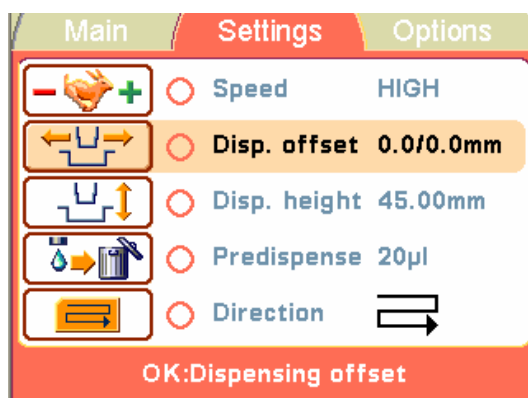 Main Settings Options
Speed HIGH
Disp. offset 0.0/0.0mm
Disp. height 45.00mm
Predispense 20µl
Direction
OK:Dispensing offset